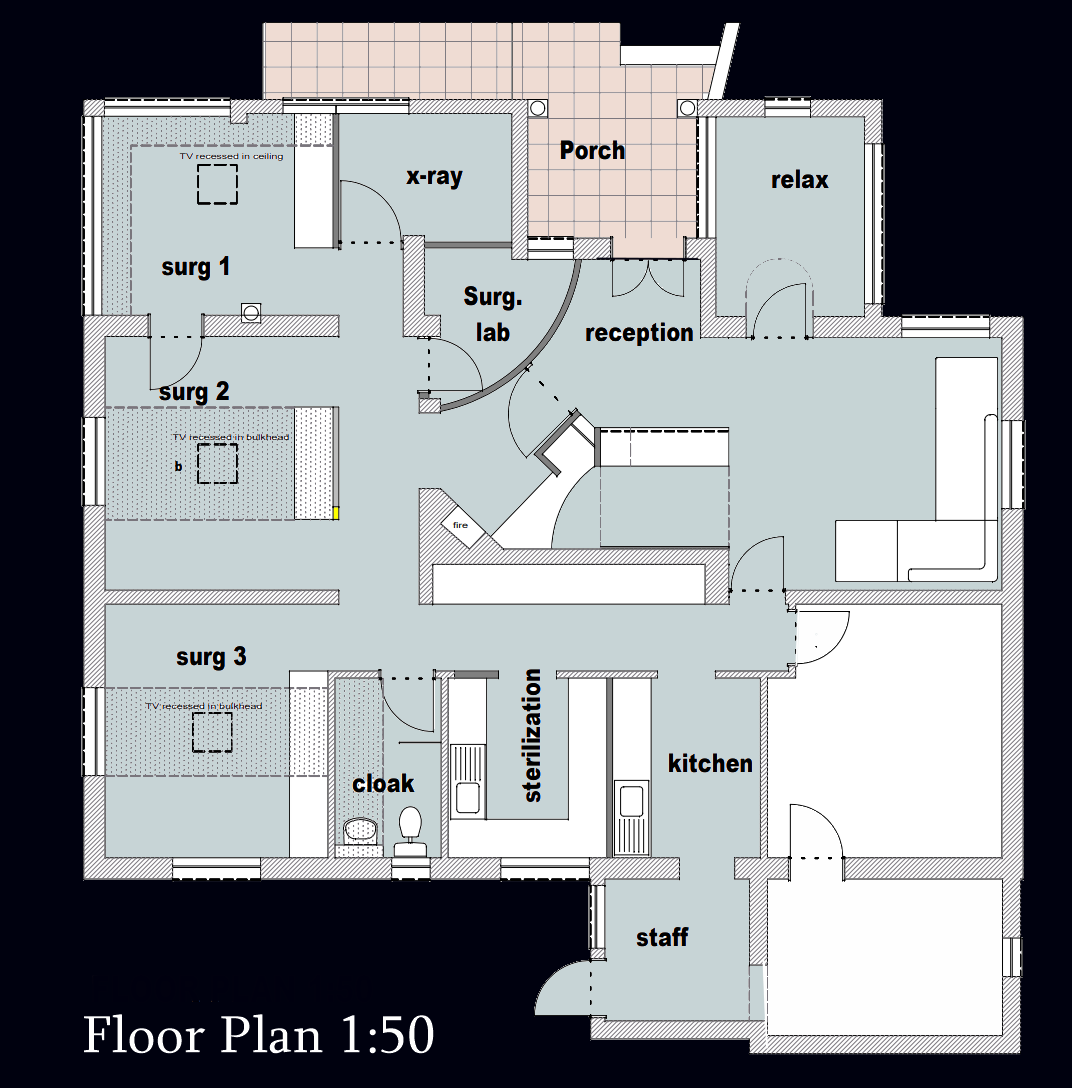 Porch
TV recessed in ceiling
x-ray
relax
surg 1
Surg.
lab
reception
surg 2
TV recessed in bulkhead
b
fire
surg 3
TV recessed in bulkhead
sterilization
kitchen
cloak
staff
Floor Plan 1:50